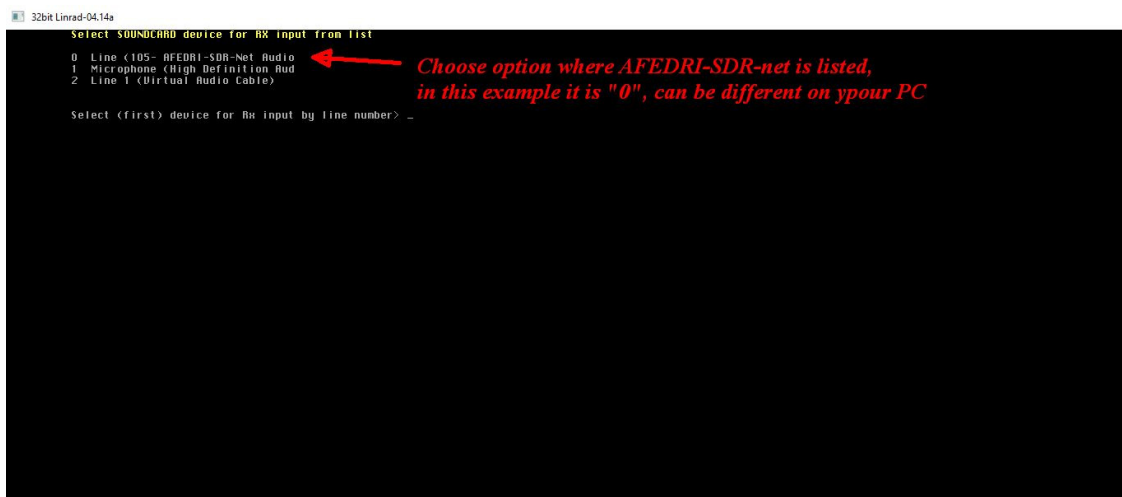 32bit Linrad-04.14a
Select SOUNDCARD device for RX input from list
0 Line (105- AFEDRI-SDR-Net Audio
1 Microphone (High Definition Aud
2 Line 1 (Virtual Audio Cable)
Choose option where AFEDRI-SDR-net is listed,
in this example it is "0", can be different on ypour PC
Select (first) device for Rx input by line number> _